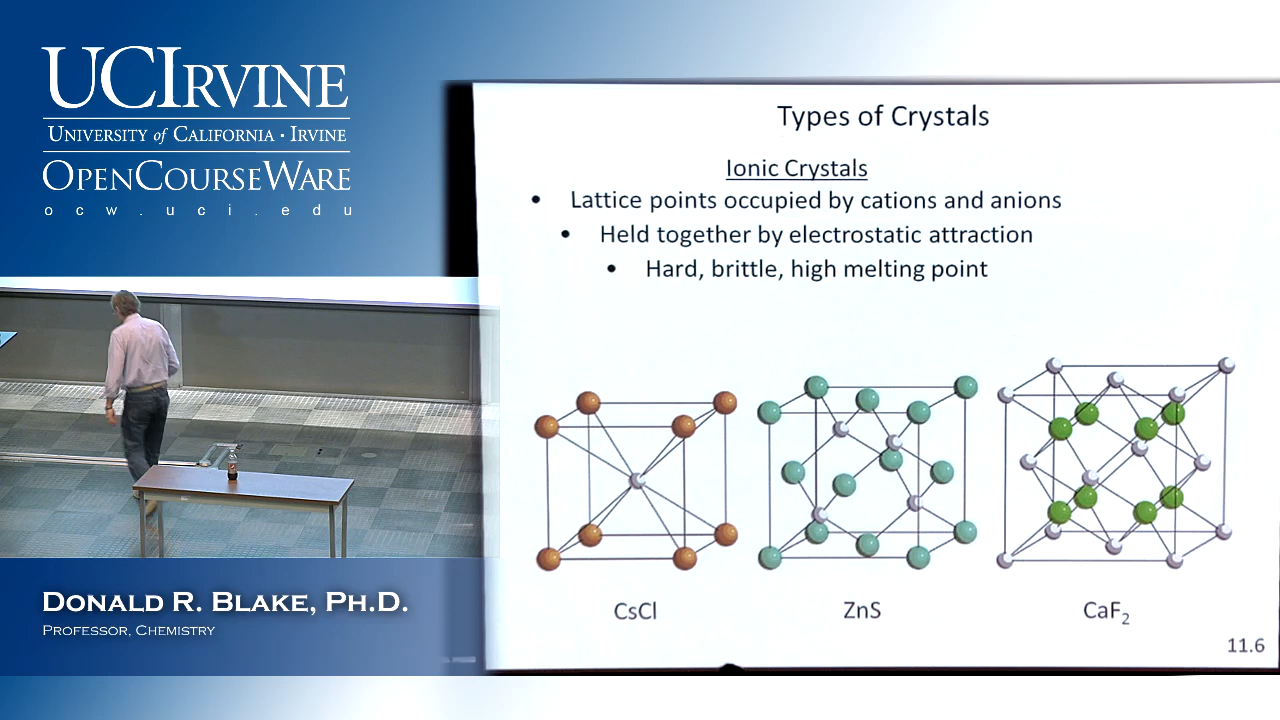 UCIRVINE
UNIVERSITY of CALIFORNIA · IRVINE
OPENCOURSEWARE
ocw.uci.edu
Types of Crystals
Ionic Crystals
• Lattice points occupied by cations and anions
• Held together by electrostatic attraction
• Hard, brittle, high melting point
CsCl
ZnS
CaF₂
11.6
DONALD R. BLAKE, PH.D.
PROFESSOR, CHEMISTRY